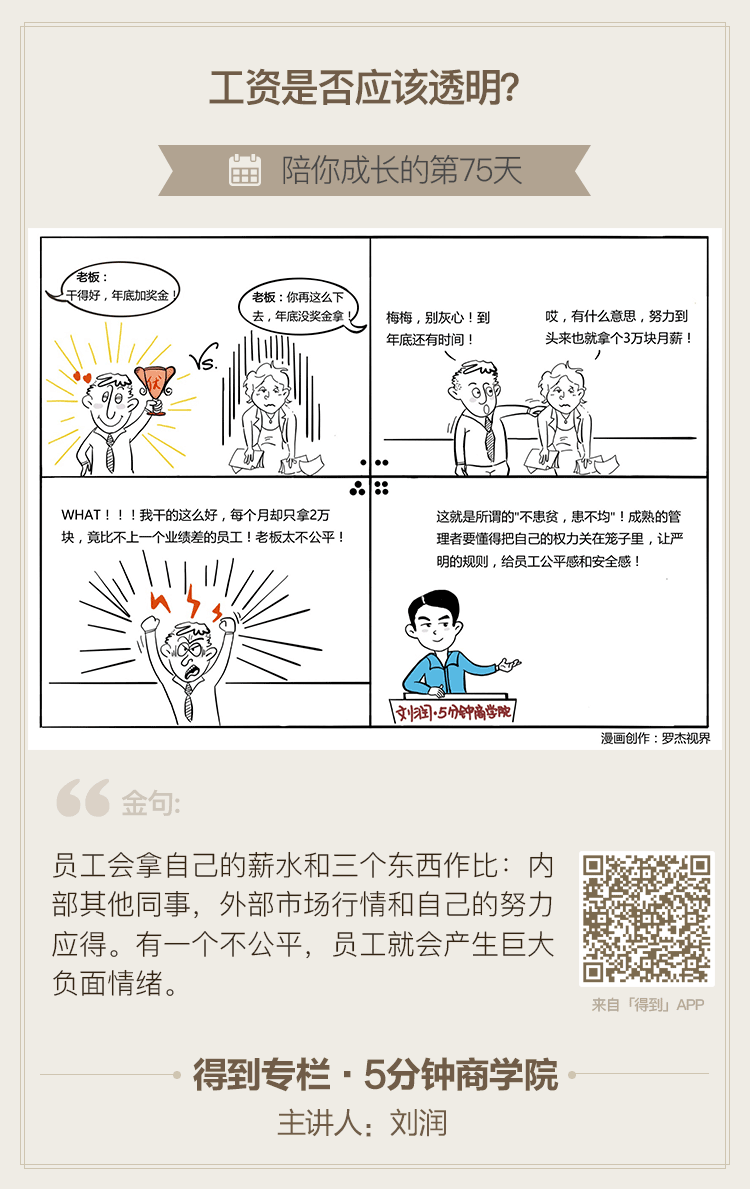 工资是否应该透明？
陪你成长的第75天
老板：
干得好，年底加奖金！
老板：你再这么下
去，年底没奖金拿！
VS.
优
梅梅，别灰心！到
年底还有时间！
哎，有什么意思，努力到
头来也就拿个3万块月薪！
WHAT！！！我干的这么好，每个月却只拿2万
块，竟比不上一个业绩差的员工！老板太不公平！
这就是所谓的"不患贫，患不均"！成熟的管
理者要懂得把自己的权力关在笼子里，让严
明的规则，给员工公平感和安全感！
刘润·5分钟商学院
漫画创作：罗杰视界
金句:
员工会拿自己的薪水和三个东西作比：内
部其他同事，外部市场行情和自己的努力
应得。有一个不公平，员工就会产生巨大
负面情绪。
来自「得到」APP
得到专栏·5分钟商学院
主讲人：刘润